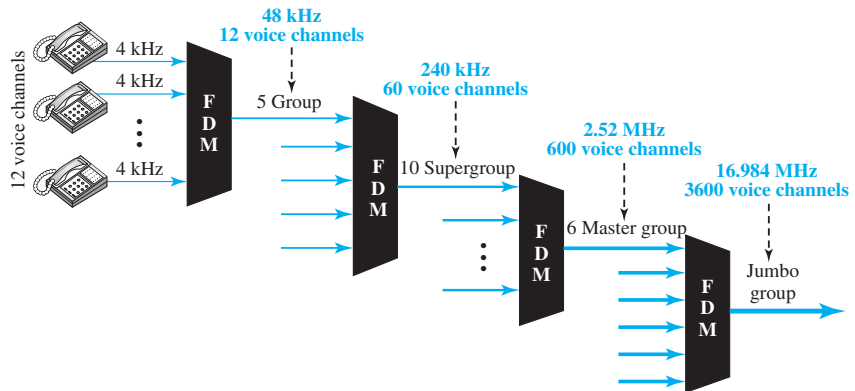 12 voice channels
4 kHz
4 kHz
4 kHz
F
D
M
48 kHz
12 voice channels
5 Group
F
D
M
240 kHz
60 voice channels
10 Supergroup
F
D
M
2.52 MHz
600 voice channels
6 Master group
F
D
M
16.984 MHz
3600 voice channels
Jumbo
group